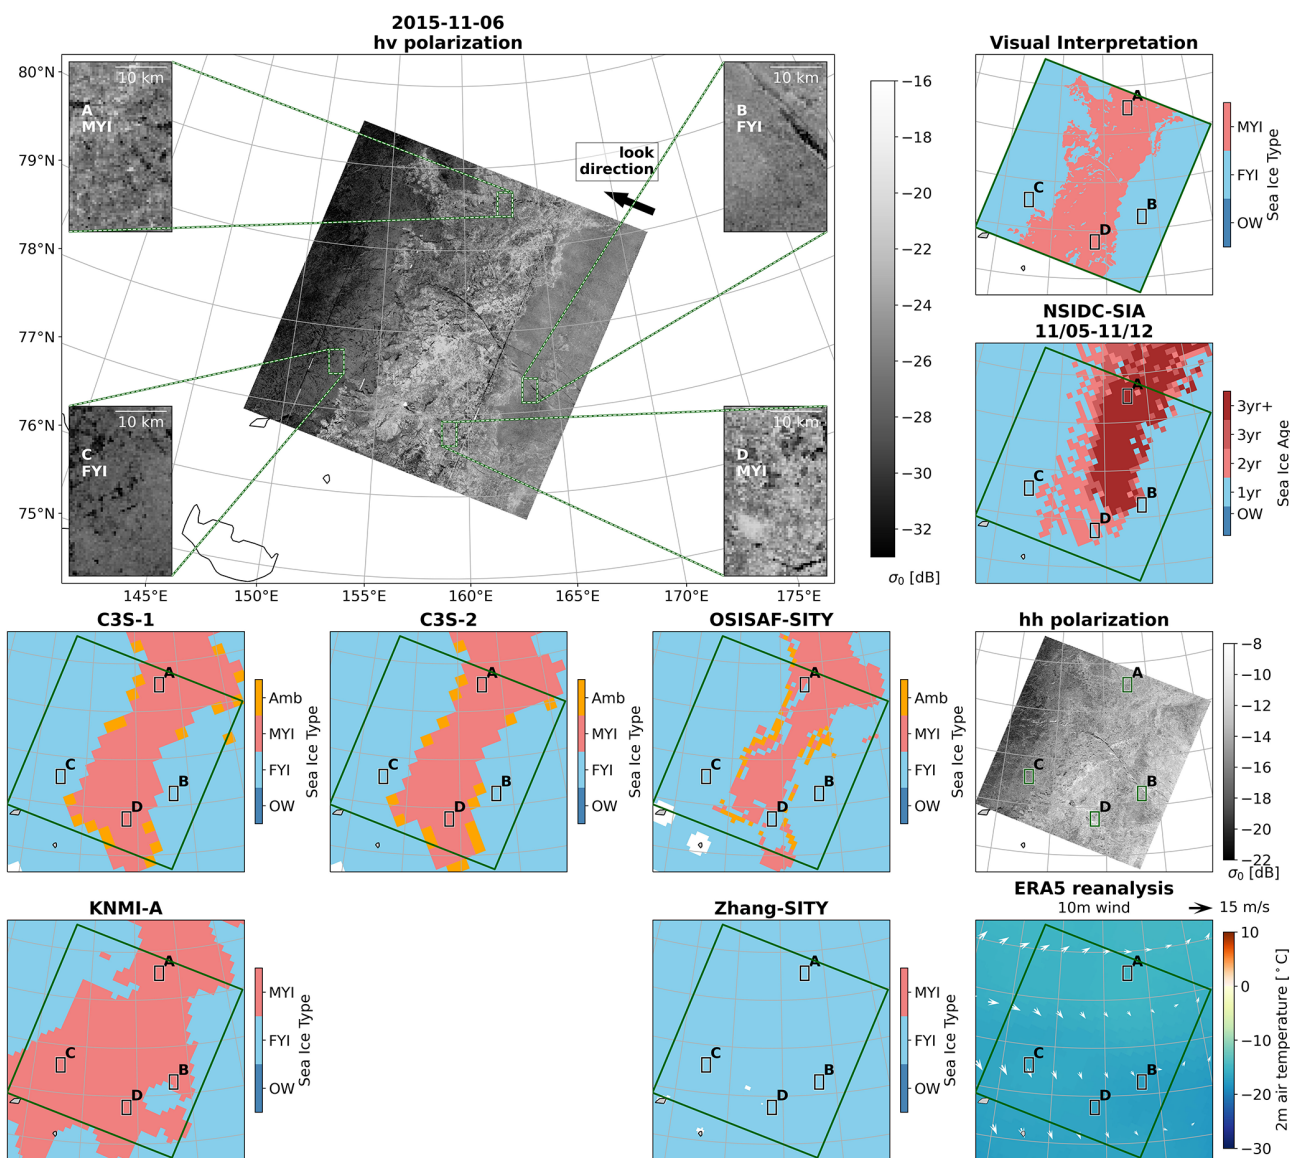 2015-11-06
hv polarization
80°N
79°N
78°N
77°N
76°N
75°N
145°E
150°E
155°E
160°E
165°E
170°E
175°E
10 km
A
MYI
10 km
B
FYI
10 km
C
FYI
10 km
D
MYI
look
direction
−16
−18
−20
−22
−24
−26
−28
−30
−32
σ0 [dB]
Visual Interpretation
A
B
C
D
MYI
FYI
OW
Sea Ice Type
NSIDC-SIA
11/05-11/12
A
B
C
D
3yr+
3yr
2yr
1yr
OW
Sea Ice Age
C3S-1
A
B
C
D
Amb
MYI
FYI
OW
Sea Ice Type
C3S-2
A
B
C
D
Amb
MYI
FYI
OW
Sea Ice Type
OSISAF-SITY
A
B
C
D
Amb
MYI
FYI
OW
Sea Ice Type
hh polarization
A
B
C
D
−8
−10
−12
−14
−16
−18
−20
−22
σ0 [dB]
KNMI-A
A
B
C
D
MYI
FYI
OW
Sea Ice Type
Zhang-SITY
A
B
C
D
MYI
FYI
OW
Sea Ice Type
ERA5 reanalysis
10m wind
15 m/s
A
B
C
D
10
0
−10
−20
−30
2m air temperature [°C]